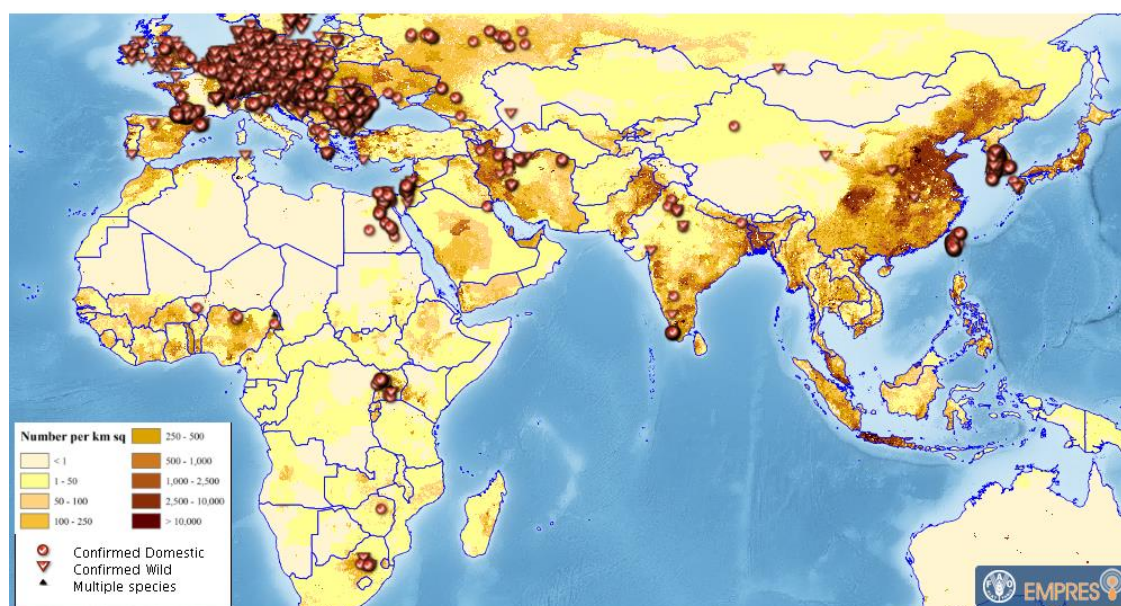 Number per km sq
< 1
1 - 50
50 - 100
100 - 250
250 - 500
500 - 1,000
1,000 - 2,500
2,500 - 10,000
> 10,000
Confirmed Domestic
Confirmed Wild
Multiple species
FAO EMPRES